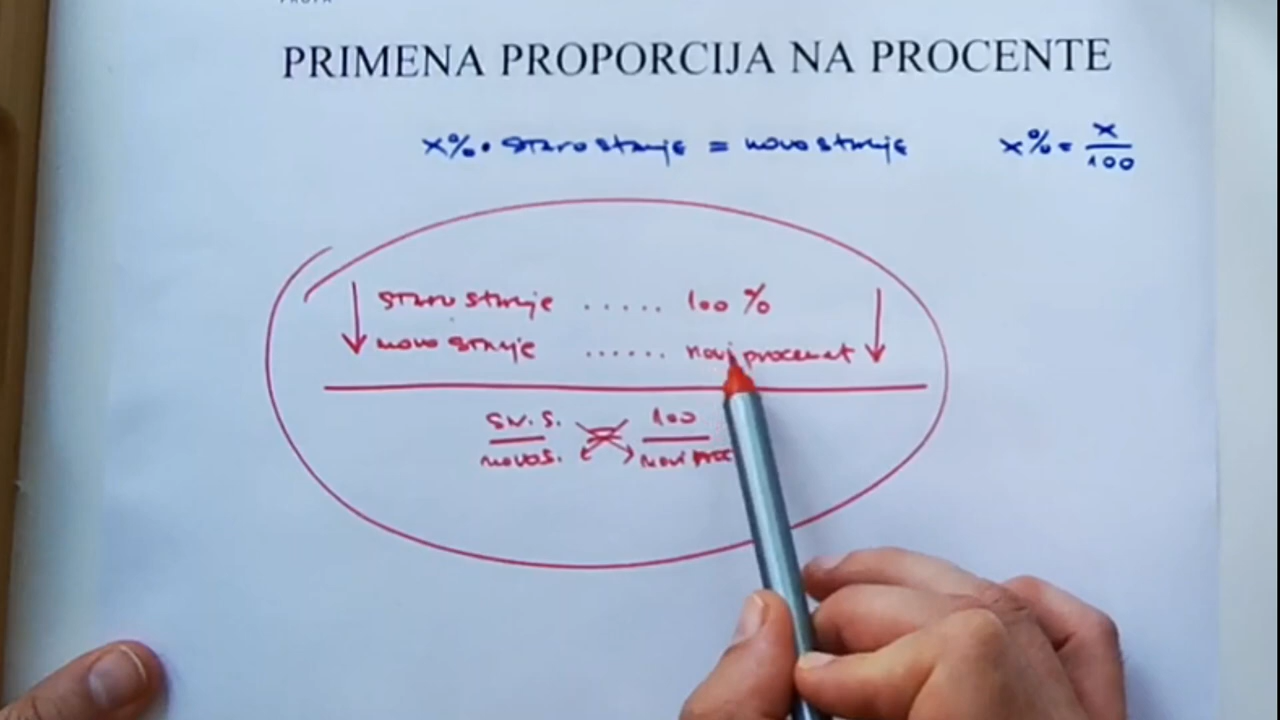 PRIMENA PROPORCIJA NA PROCENTE
x% • staro stanje = novo stanje x% = x/100
staro stanje ..... 100 %
novo stanje ...... novi procenat
st. s. 100
novo s. novi proc